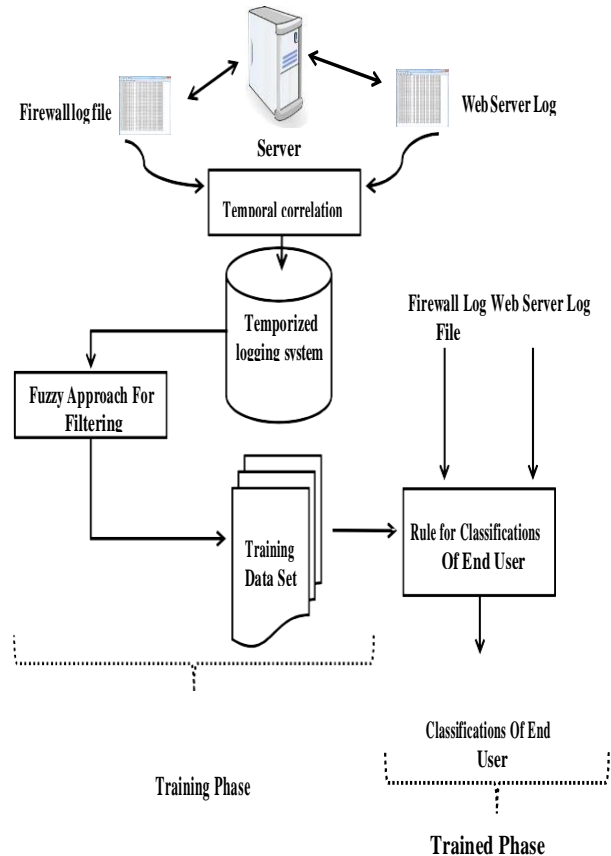 Firewall log file
Web Server Log
Server
Temporal correlation
Temporized
logging system
Firewall Log Web Server Log
File
Fuzzy Approach For
Filtering
Training
Data Set
Rule for Classifications
Of End User
Classifications Of End
User
Training Phase
Trained Phase